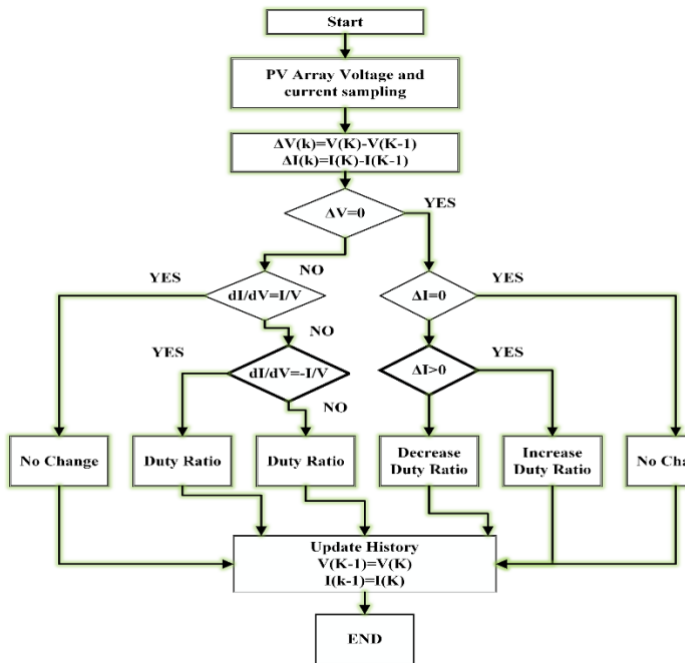 Start
PV Array Voltage and
current sampling
ΔV(k)=V(K)-V(K-1)
ΔI(k)=I(K)-I(K-1)
ΔV=0
YES
NO
YES
dI/dV=I/V
ΔI=0
YES
NO
YES
dI/dV=-I/V
ΔI>0
YES
NO
No Change
Duty Ratio
Duty Ratio
Decrease
Duty Ratio
Increase
Duty Ratio
No Cha
Update History
V(K-1)=V(K)
I(k-1)=I(K)
END